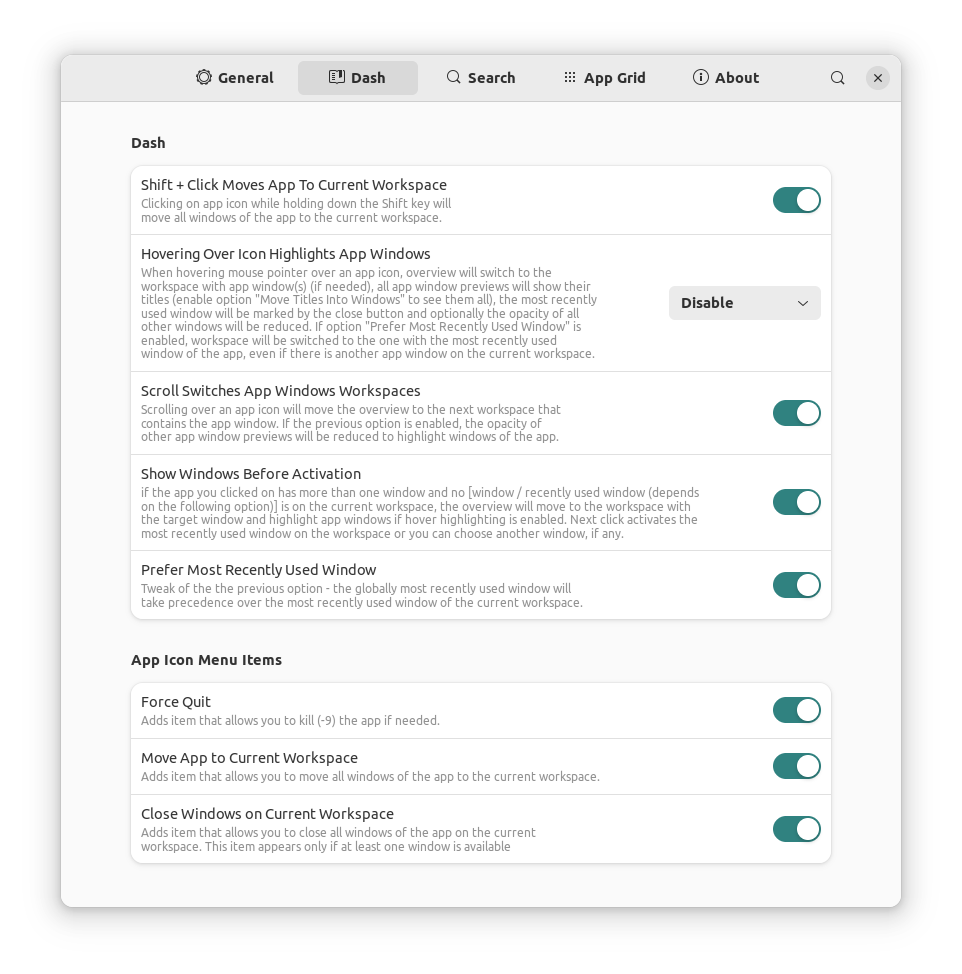 General
Dash
Search
App Grid
About
Dash
Shift + Click Moves App To Current Workspace
Clicking on app icon while holding down the Shift key will
move all windows of the app to the current workspace.
Hovering Over Icon Highlights App Windows
When hovering mouse pointer over an app icon, overview will switch to the
workspace with app window(s) (if needed), all app window previews will show their
titles (enable option "Move Titles Into Windows" to see them all), the most recently
used window will be marked by the close button and optionally the opacity of all
other windows will be reduced. If option "Prefer Most Recently Used Window" is
enabled, workspace will be switched to the one with the most recently used
window of the app, even if there is another app window on the current workspace.
Disable
Scroll Switches App Windows Workspaces
Scrolling over an app icon will move the overview to the next workspace that
contains the app window. If the previous option is enabled, the opacity of
other app window previews will be reduced to highlight windows of the app.
Show Windows Before Activation
if the app you clicked on has more than one window and no [window / recently used window (depends
on the following option)] is on the current workspace, the overview will move to the workspace with
the target window and highlight app windows if hover highlighting is enabled. Next click activates the
most recently used window on the workspace or you can choose another window, if any.
Prefer Most Recently Used Window
Tweak of the the previous option - the globally most recently used window will
take precedence over the most recently used window of the current workspace.
App Icon Menu Items
Force Quit
Adds item that allows you to kill (-9) the app if needed.
Move App to Current Workspace
Adds item that allows you to move all windows of the app to the current workspace.
Close Windows on Current Workspace
Adds item that allows you to close all windows of the app on the current
workspace. This item appears only if at least one window is available